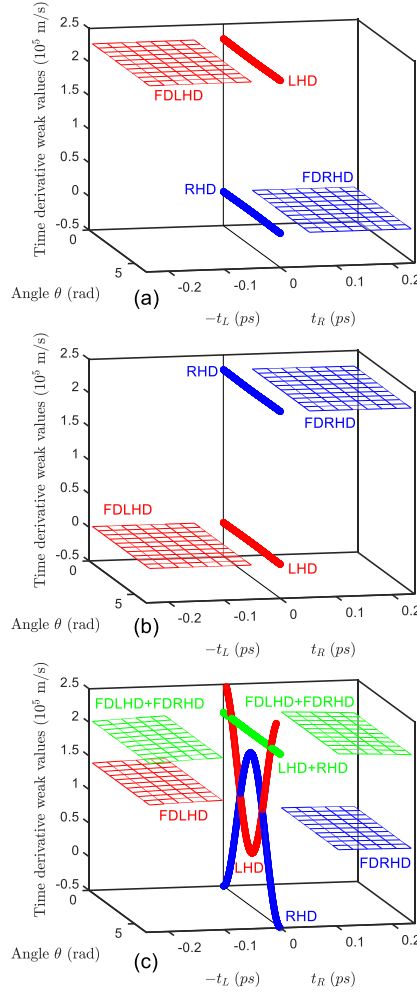 Time derivative weak values (10⁵ m/s)
2.5
2
1.5
1
0.5
0
-0.5
FDLHD
LHD
RHD
FDRHD
0
5
Angle θ (rad)
-0.2
-0.1
0
0.1
0.2
(a)
−t_L (ps)
t_R (ps)
Time derivative weak values (10⁵ m/s)
2.5
2
1.5
1
0.5
0
-0.5
RHD
FDRHD
FDLHD
LHD
0
5
Angle θ (rad)
-0.2
-0.1
0
0.1
0.2
(b)
−t_L (ps)
t_R (ps)
Time derivative weak values (10⁵ m/s)
2.5
2
1.5
1
0.5
0
-0.5
FDLHD+FDRHD
FDLHD+FDRHD
LHD+RHD
FDLHD
LHD
FDRHD
RHD
0
5
Angle θ (rad)
-0.2
-0.1
0
0.1
0.2
(c)
−t_L (ps)
t_R (ps)